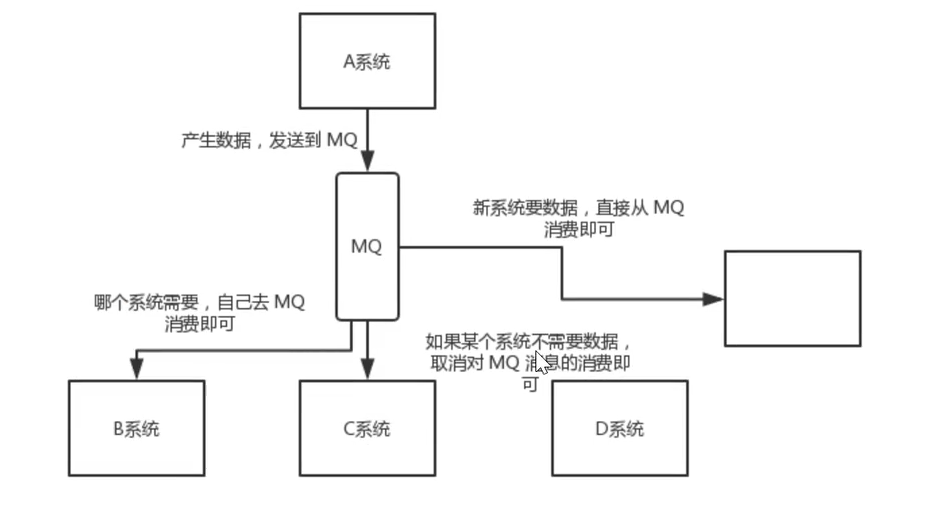 A系统
产生数据，发送到 MQ
MQ
新系统要数据，直接从 MQ
消费即可
哪个系统需要，自己去 MQ
消费即可
如果某个系统不需要数据，
取消对 MQ 消息的消费即
可
B系统
C系统
D系统